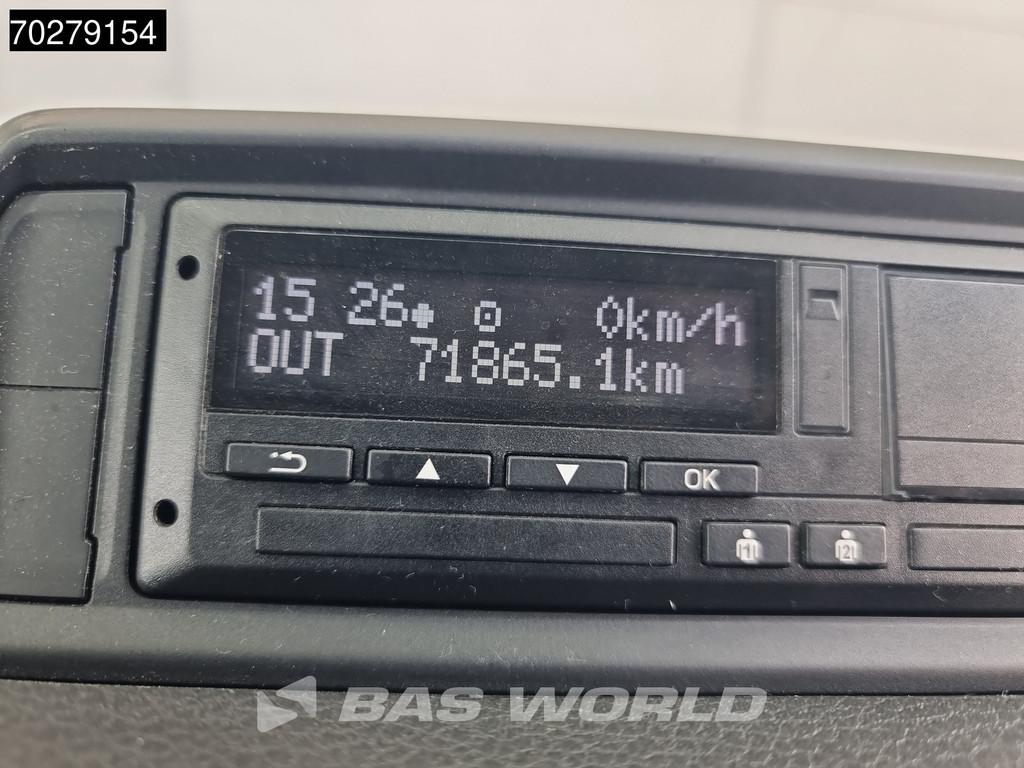 70279154
15 26 0km/h
OUT 71865.1km
OK
1 2
BAS WORLD